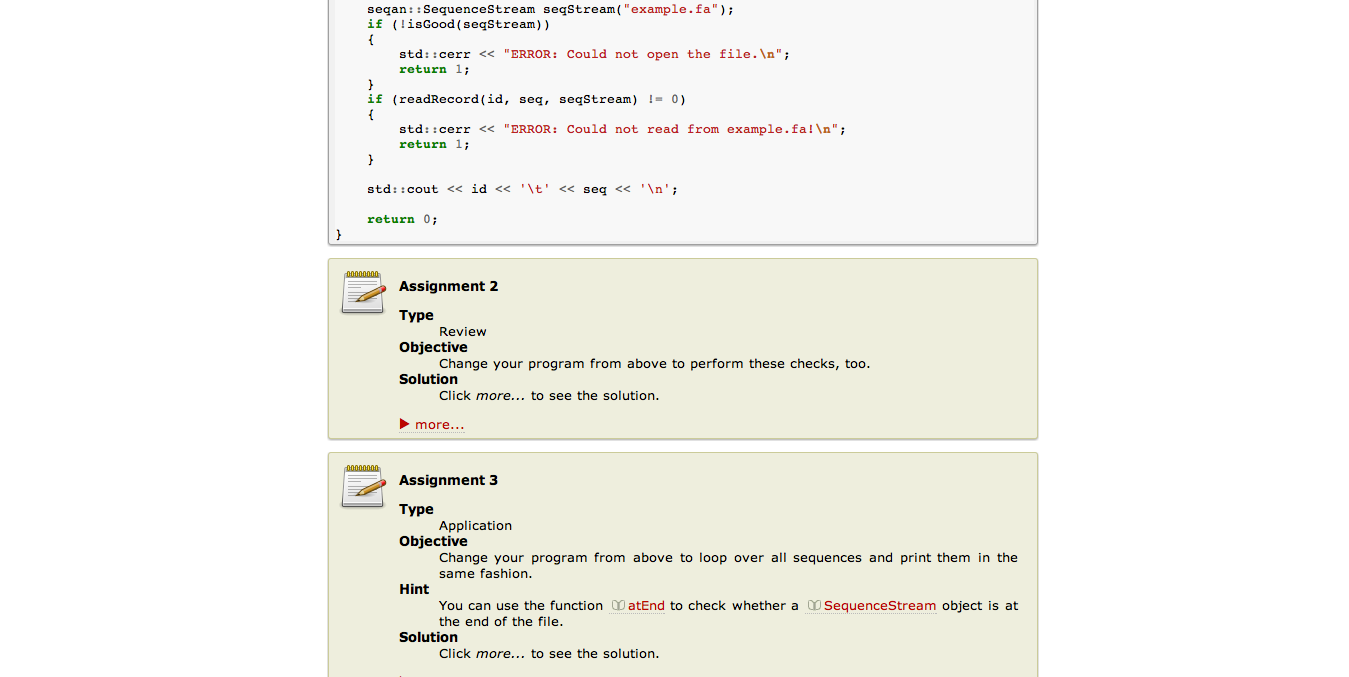 seqan::SequenceStream seqStream("example.fa");
if (!isGood(seqStream))
{
std::cerr << "ERROR: Could not open the file.\n";
return 1;
}
if (readRecord(id, seq, seqStream) != 0)
{
std::cerr << "ERROR: Could not read from example.fa!\n";
return 1;
}
std::cout << id << '\t' << seq << '\n';
return 0;
}
Assignment 2
Type
Review
Objective
Change your program from above to perform these checks, too.
Solution
Click more... to see the solution.
more...
Assignment 3
Type
Application
Objective
Change your program from above to loop over all sequences and print them in the
same fashion.
Hint
You can use the function atEnd to check whether a SequenceStream object is at
the end of the file.
Solution
Click more... to see the solution.